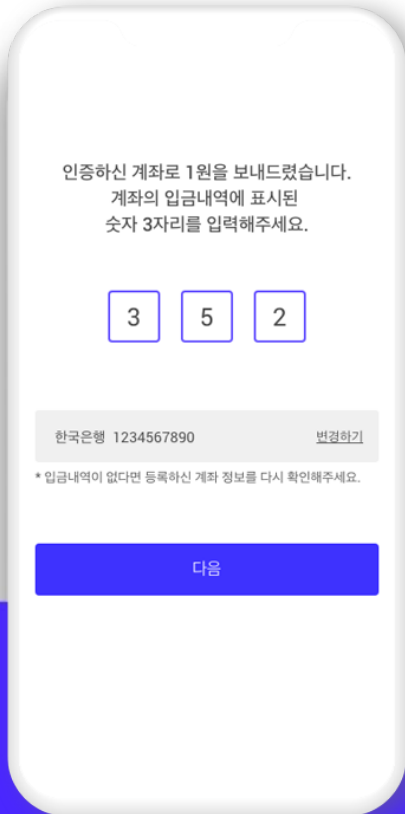 인증하신 계좌로 1원을 보내드렸습니다.
계좌의 입금내역에 표시된
숫자 3자리를 입력해주세요.
3 5 2
한국은행 1234567890 변경하기
* 입금내역이 없다면 등록하신 계좌 정보를 다시 확인해주세요.
다음